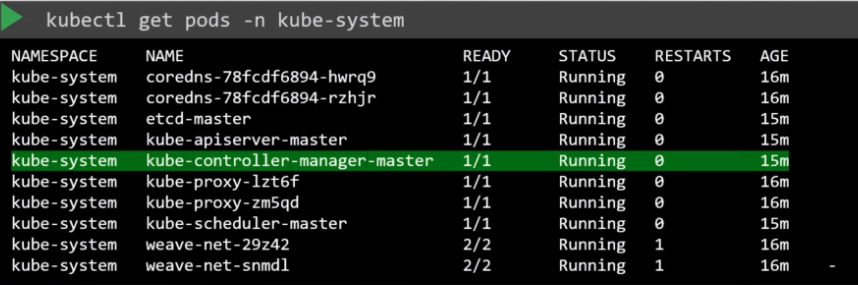 kubectl get pods -n kube-system
NAMESPACE NAME READY STATUS RESTARTS AGE
kube-system coredns-78fcdf6894-hwrq9 1/1 Running 0 16m
kube-system coredns-78fcdf6894-rzhjr 1/1 Running 0 16m
kube-system etcd-master 1/1 Running 0 15m
kube-system kube-apiserver-master 1/1 Running 0 15m
kube-system kube-controller-manager-master 1/1 Running 0 15m
kube-system kube-proxy-lzt6f 1/1 Running 0 16m
kube-system kube-proxy-zm5qd 1/1 Running 0 16m
kube-system kube-scheduler-master 1/1 Running 0 15m
kube-system weave-net-29z42 2/2 Running 1 16m
kube-system weave-net-snmdl 2/2 Running 1 16m -